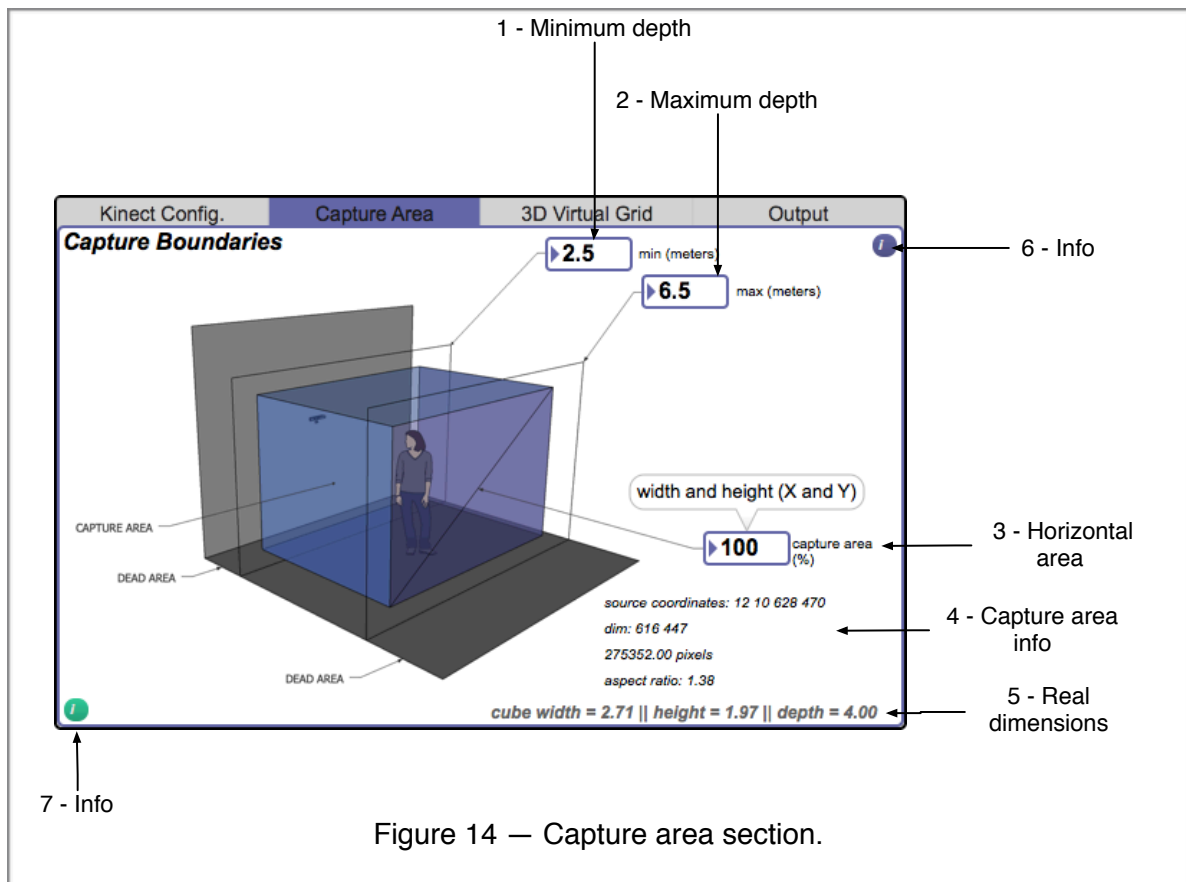 1 - Minimum depth
2 - Maximum depth
Kinect Config.
Capture Area
3D Virtual Grid
Output
Capture Boundaries
2.5
min (meters)
i
6 - Info
6.5
max (meters)
width and height (X and Y)
CAPTURE AREA
100
capture area
(%)
3 - Horizontal
area
DEAD AREA
source coordinates: 12 10 628 470
dim: 616 447
275352.00 pixels
aspect ratio: 1.38
4 - Capture area
info
DEAD AREA
i
cube width = 2.71 || height = 1.97 || depth = 4.00
5 - Real
dimensions
7 - Info
Figure 14 — Capture area section.